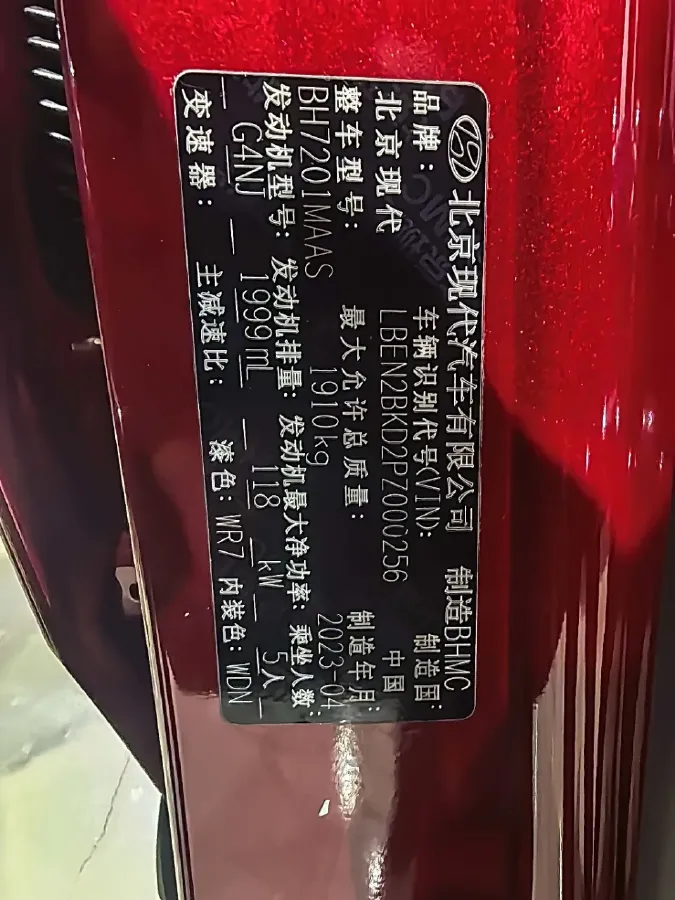 北京现代汽车有限公司 制造BHMC
品牌: 车辆识别代号(VIN): 制造国:
北京现代 LBEN2BKD2PZ000256 中国
整车型号: 最大允许总质量: 制造年月:
BH7201MAAS 1910kg 2023-04
发动机型号: 发动机排量: 发动机最大净功率: 乘坐人数:
G4NJ 1999mL 118 kW 5人
变速器: 主减速比: 漆色: WR7 内装色: WDN